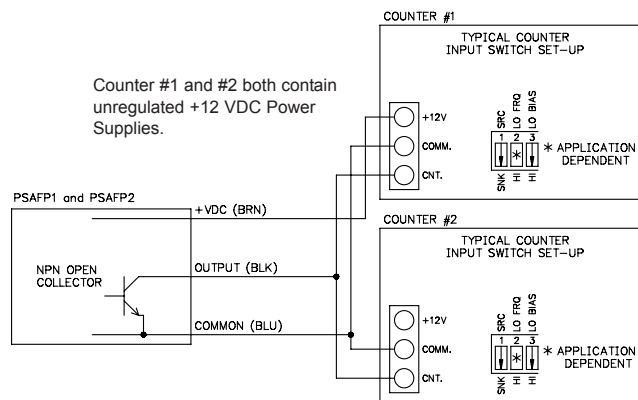 COUNTER #1
TYPICAL COUNTER
INPUT SWITCH SET-UP
Counter #1 and #2 both contain
unregulated +12 VDC Power
Supplies.
+12V
COMM.
CNT.
SRC
LO FRQ
LO BIAS
1 2 3
*
SNK
HI
HI
* APPLICATION
DEPENDENT
PSAFP1 and PSAFP2
+VDC (BRN)
NPN OPEN
COLLECTOR
OUTPUT (BLK)
COMMON (BLU)
COUNTER #2
TYPICAL COUNTER
INPUT SWITCH SET-UP
+12V
COMM.
CNT.
SRC
LO FRQ
LO BIAS
1 2 3
*
SNK
HI
HI
* APPLICATION
DEPENDENT